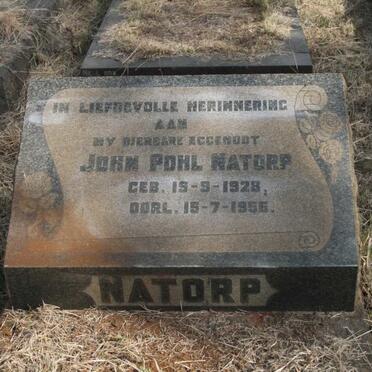 IN LIEFDEVOLLE HERINNERING
AAN
MY DIERBARE EGGENOOT
JOHN POHL NATORP
GEB. 15-9-1928,
OORL. 15-7-1956.
NATORP